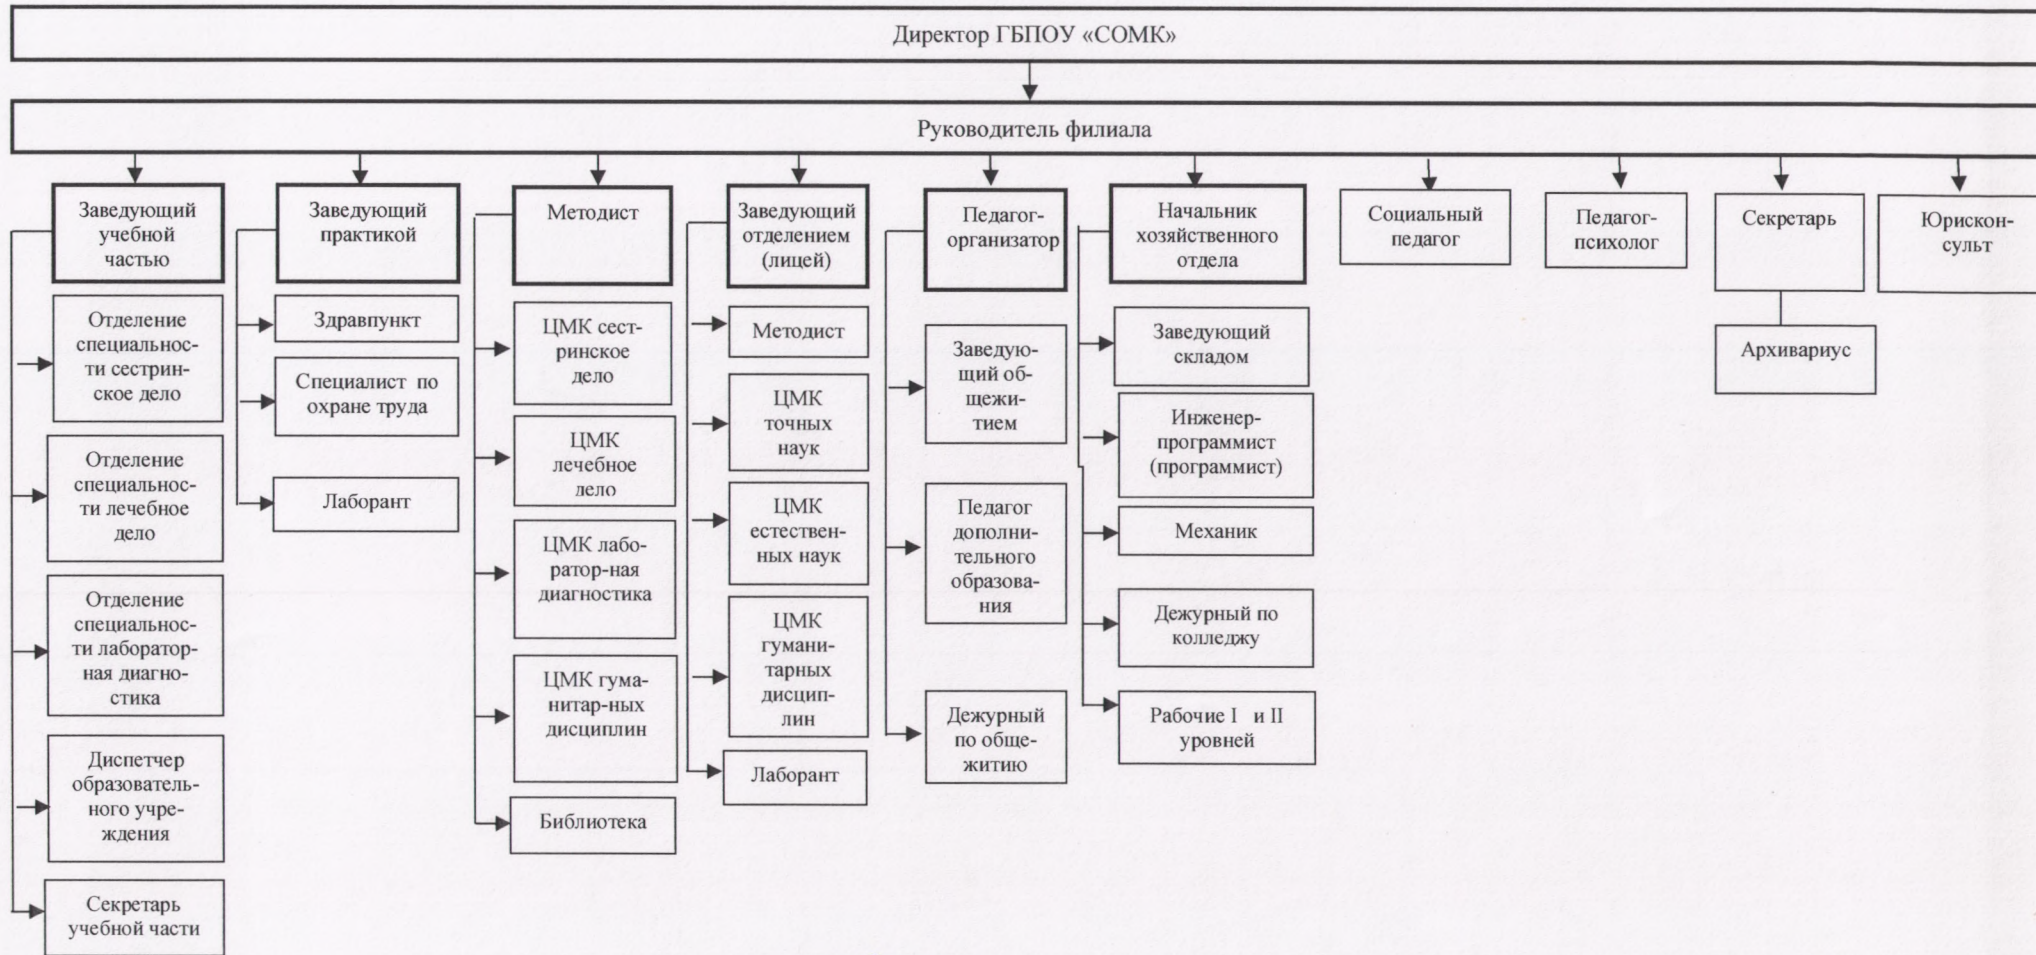 Директор ГБПОУ «СОМК»
Руководитель филиала
Заведующий
учебной
частью
Отделение
специальнос-
ти сестрин-
ское дело
Отделение
специальнос-
ти лечебное
дело
Отделение
специальнос-
ти лаборатор-
ная диагно-
стика
Диспетчер
образователь-
ного учре-
ждения
Секретарь
учебной части
Заведующий
практикой
Здравпункт
Специалист по
охране труда
Лаборант
Методист
ЦМК сест-
ринское
дело
ЦМК
лечебное
дело
ЦМК лабо-
ратор-ная
диагностика
ЦМК гума-
нитар-ных
дисциплин
Библиотека
Заведующий
отделением
(лицей)
Методист
ЦМК
точных
наук
ЦМК
естествен-
ных наук
ЦМК
гумани-
тарных
дисцип-
лин
Лаборант
Педагог-
организатор
Заведую-
щий об-
щежи-
тием
Педагог
дополни-
тельного
образова-
ния
Дежурный
по обще-
житию
Начальник
хозяйственного
отдела
Заведующий
складом
Инженер-
программист
(программист)
Механик
Дежурный по
колледжу
Рабочие I и II
уровней
Социальный
педагог
Педагог-
психолог
Секретарь
Архивариус
Юрискон-
сульт